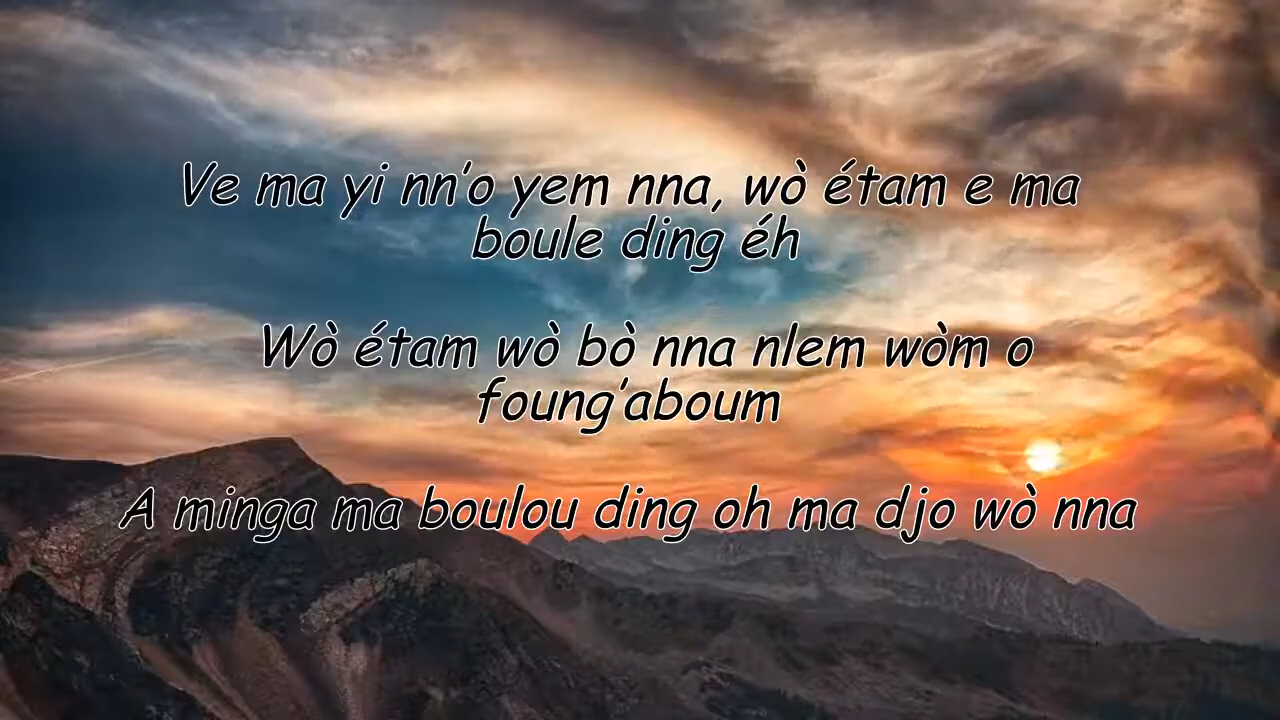 Ve ma yi nn'o yem nna, wò étam e ma
boule ding éh
Wò étam wò bò nna nlem wòm o
foung'aboum
A minga ma boulou ding oh ma djo wò nna